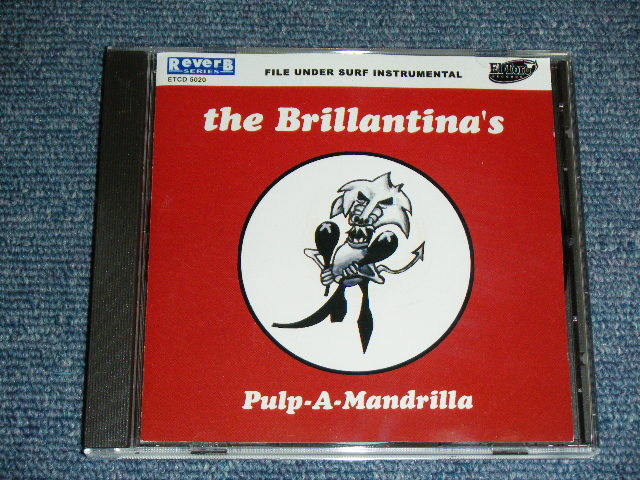 ReverB
SERIES
ETCD 5020
FILE UNDER SURF INSTRUMENTAL
the Brillantina's
Pulp-A-Mandrilla